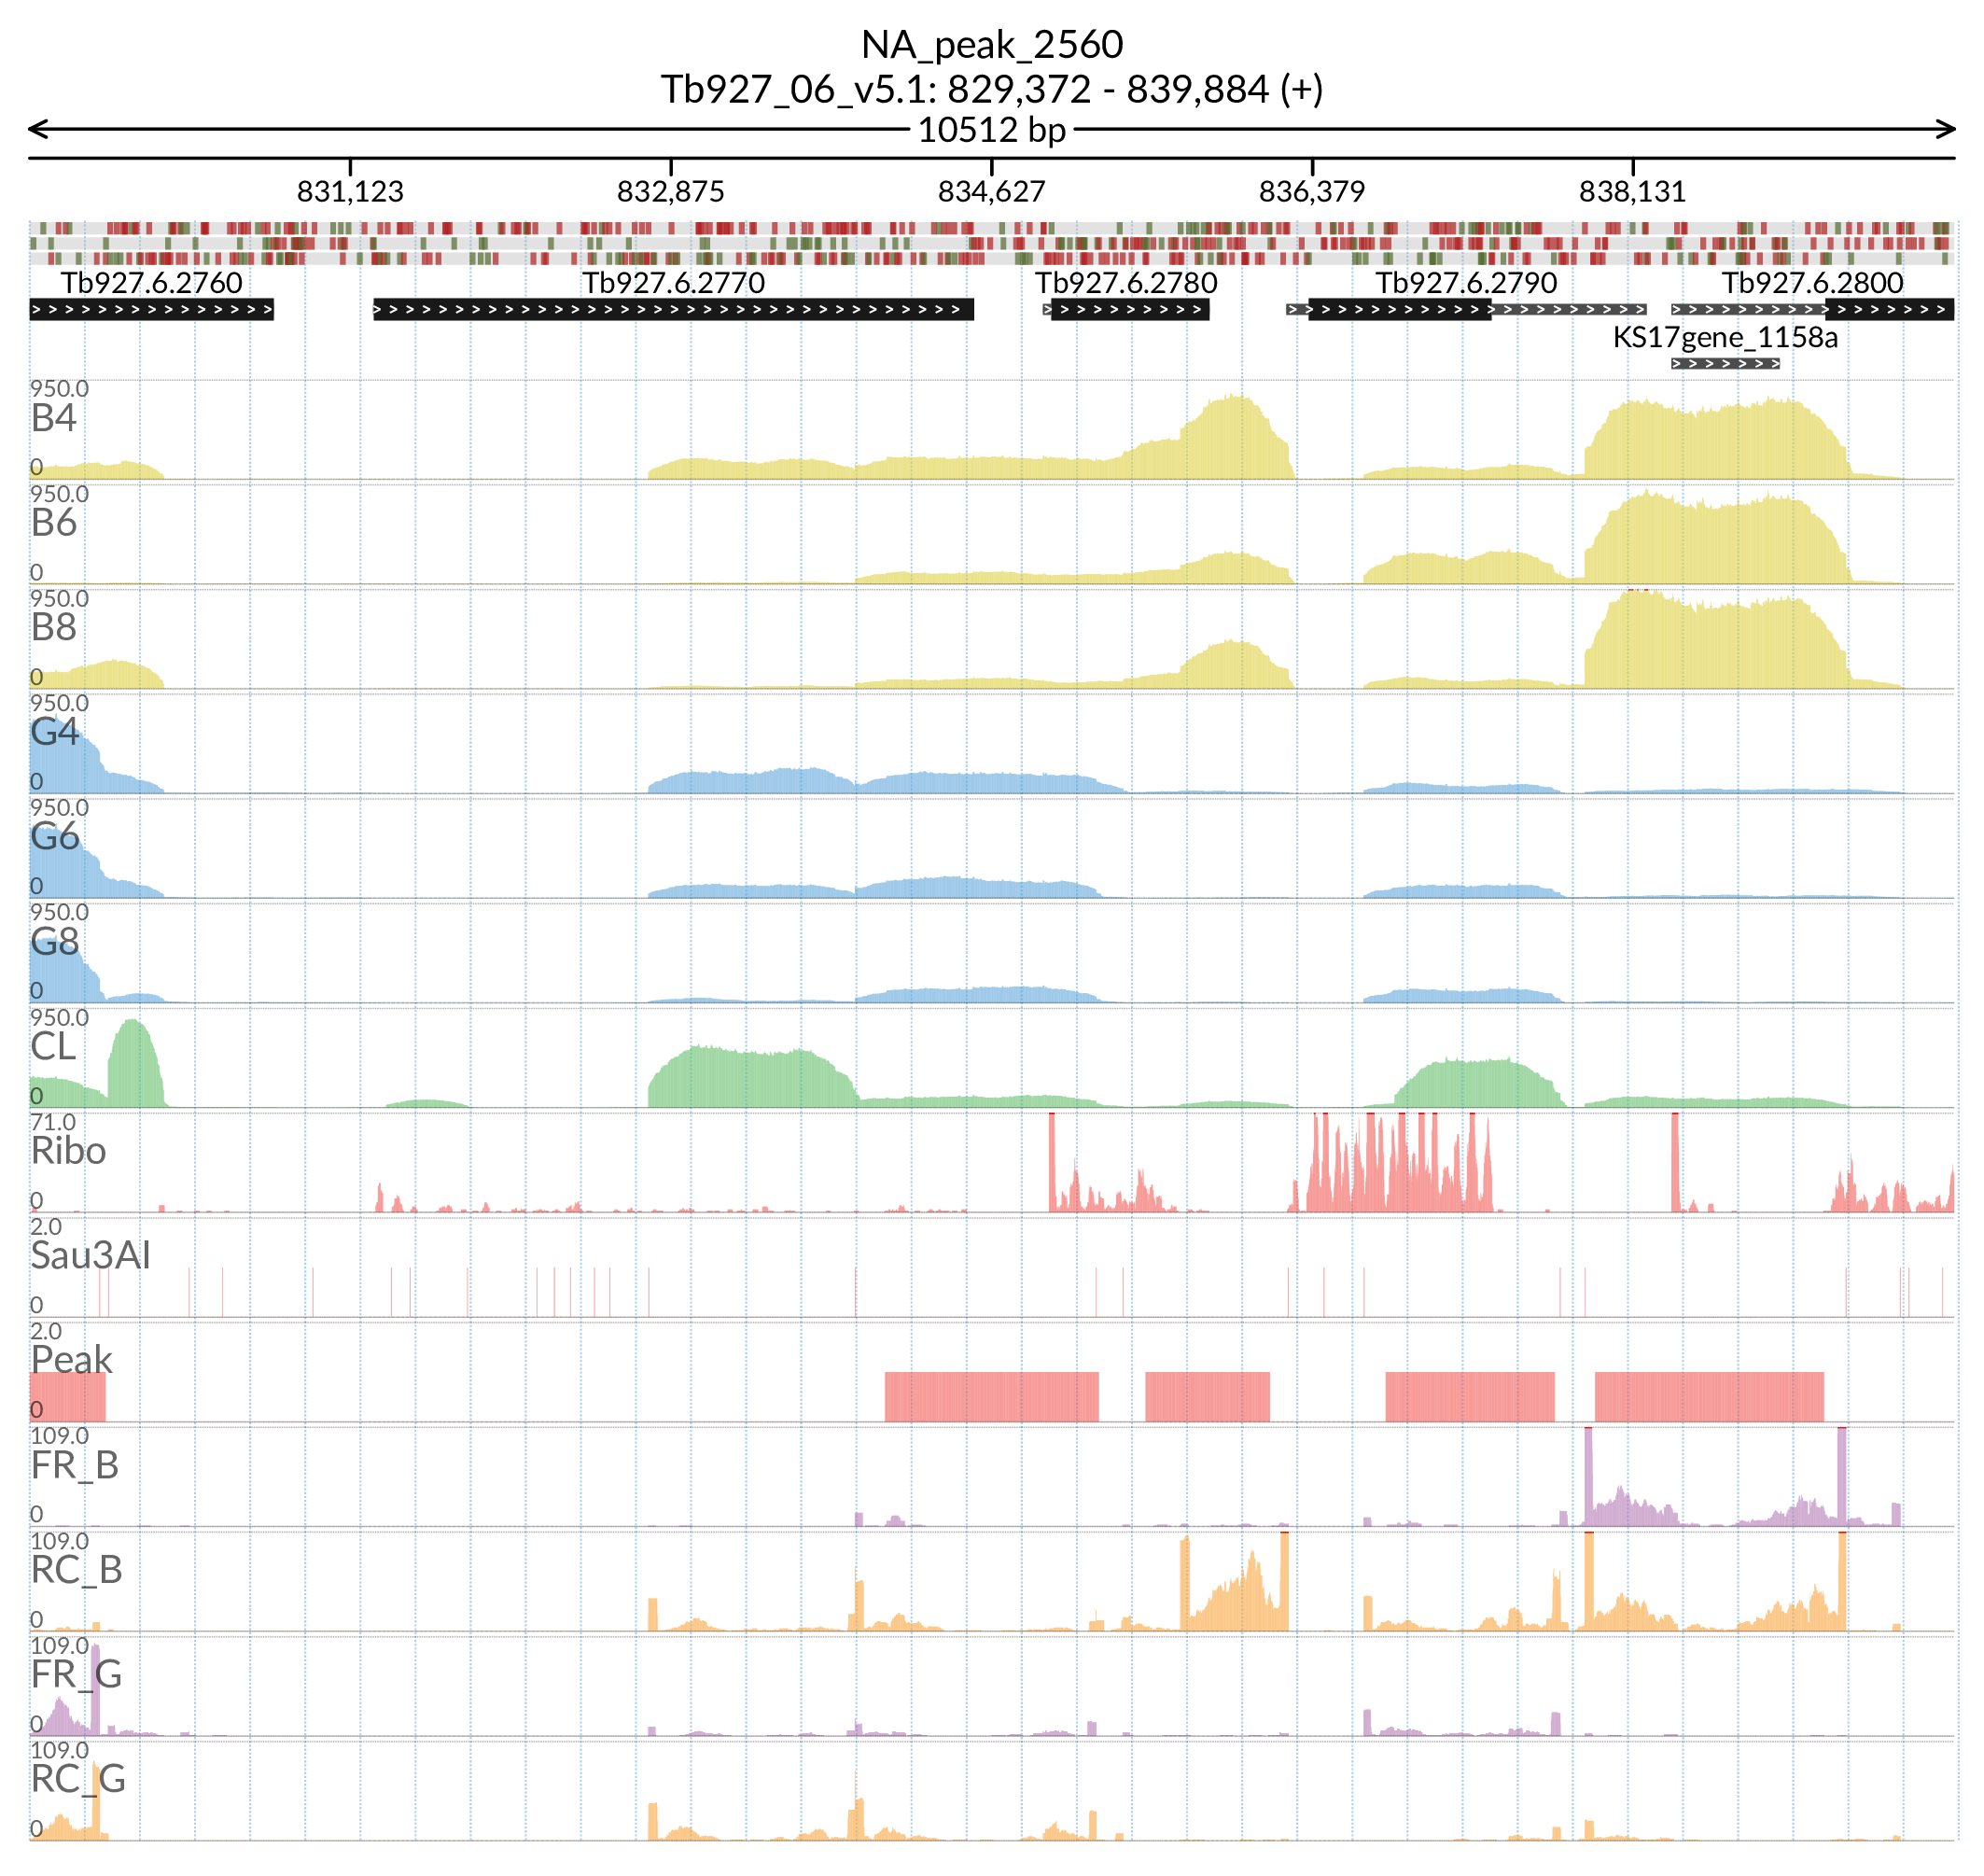 NA_peak_2560
Tb927_06_v5.1: 829,372 - 839,884 (+)
10512 bp
831,123 832,875 834,627 836,379 838,131
Tb927.6.2760 Tb927.6.2770 Tb927.6.2780 Tb927.6.2790 Tb927.6.2800
KS17gene_1158a
950.0
B4
0
950.0
B6
0
950.0
B8
0
950.0
G4
0
950.0
G6
0
950.0
G8
0
950.0
CL
0
71.0
Ribo
0
2.0
Sau3AI
0
2.0
Peak
0
109.0
FR_B
0
109.0
RC_B
0
109.0
FR_G
0
109.0
RC_G
0